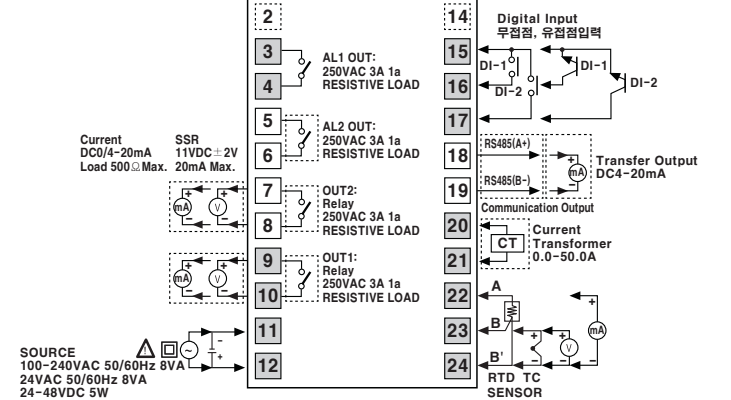 2
14
Digital Input
무접점, 유접점입력
3
AL1 OUT:
250VAC 3A 1a
RESISTIVE LOAD
4
15
DI-1
DI-1
16
DI-2
DI-2
5
AL2 OUT:
250VAC 3A 1a
RESISTIVE LOAD
6
17
Current
DC0/4-20mA
Load 500Ω Max.
SSR
11VDC±2V
20mA Max.
18
RS485(A+)
Transfer Output
DC4-20mA
+
mA
−
19
RS485(B-)
Communication Output
7
OUT2:
Relay
250VAC 3A 1a
RESISTIVE LOAD
8
+
mA
−
+
V
−
20
CT
Current
Transformer
0.0-50.0A
21
9
OUT1:
Relay
250VAC 3A 1a
RESISTIVE LOAD
10
+
mA
−
+
V
−
22
A
23
B
24
B'
+
−
+
V
−
+
mA
−
RTD TC
SENSOR
11
12
−
+
SOURCE
100-240VAC 50/60Hz 8VA
24VAC 50/60Hz 8VA
24-48VDC 5W